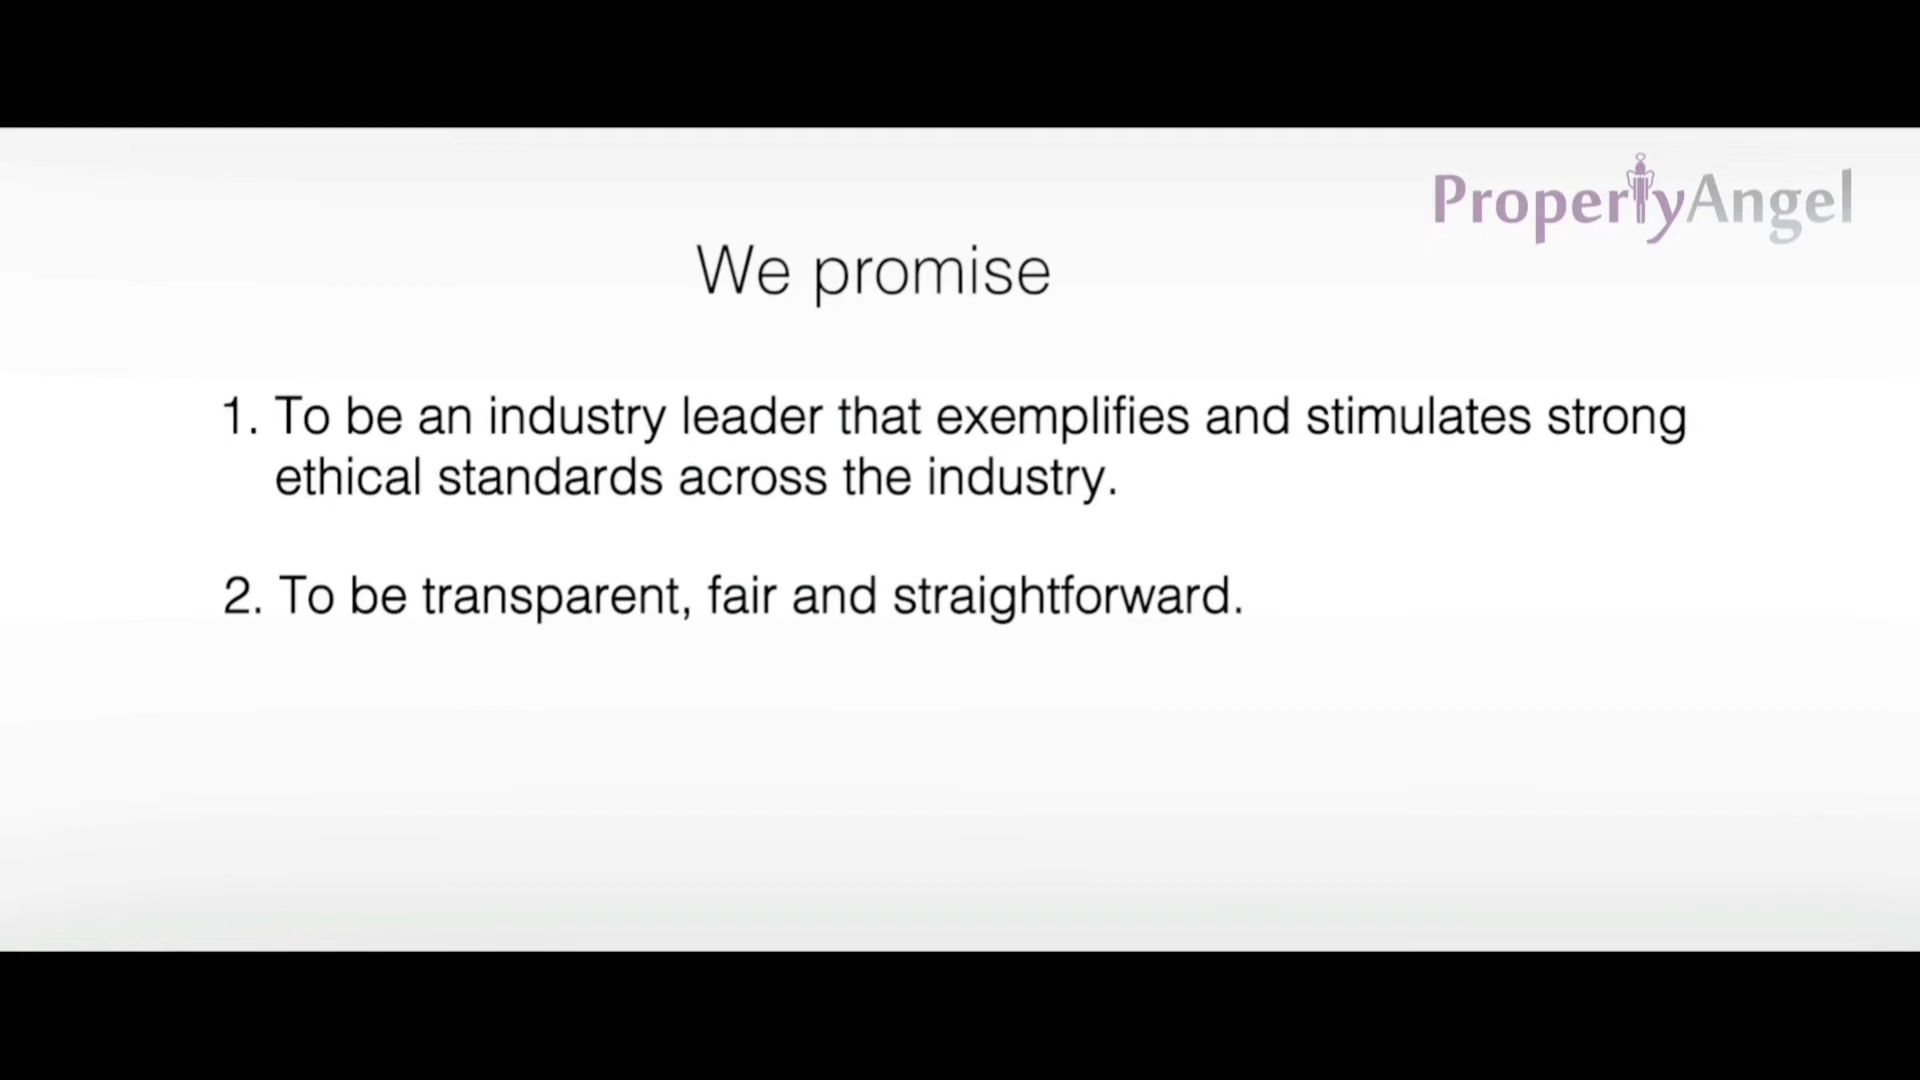 PropertyAngel
We promise
1. To be an industry leader that exemplifies and stimulates strong
ethical standards across the industry.
2. To be transparent, fair and straightforward.